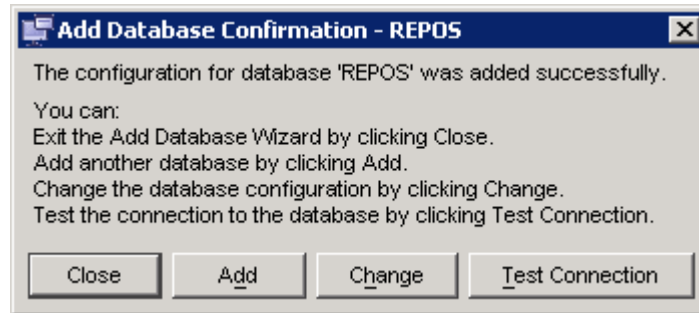 Add Database Confirmation - REPOS
The configuration for database 'REPOS' was added successfully.
You can:
Exit the Add Database Wizard by clicking Close.
Add another database by clicking Add.
Change the database configuration by clicking Change.
Test the connection to the database by clicking Test Connection.
Close Add Change Test Connection